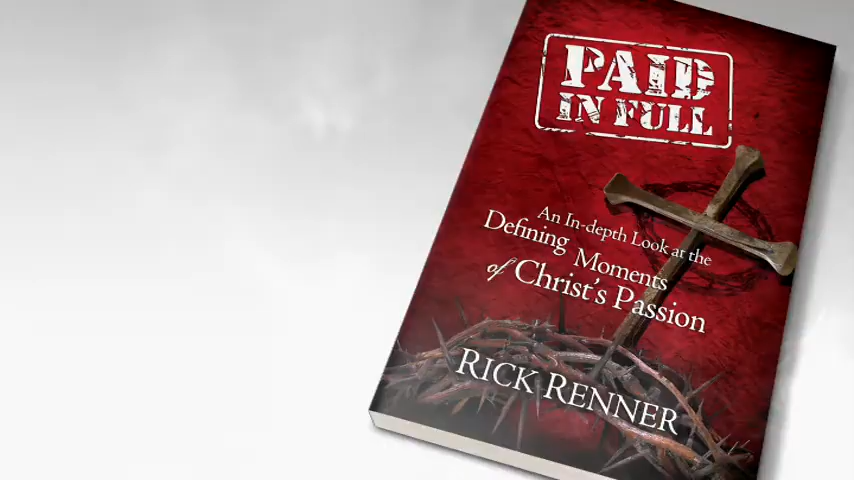 PAID
IN FULL
An In-depth Look at the
Defining Moments
of Christ's Passion
RICK RENNER